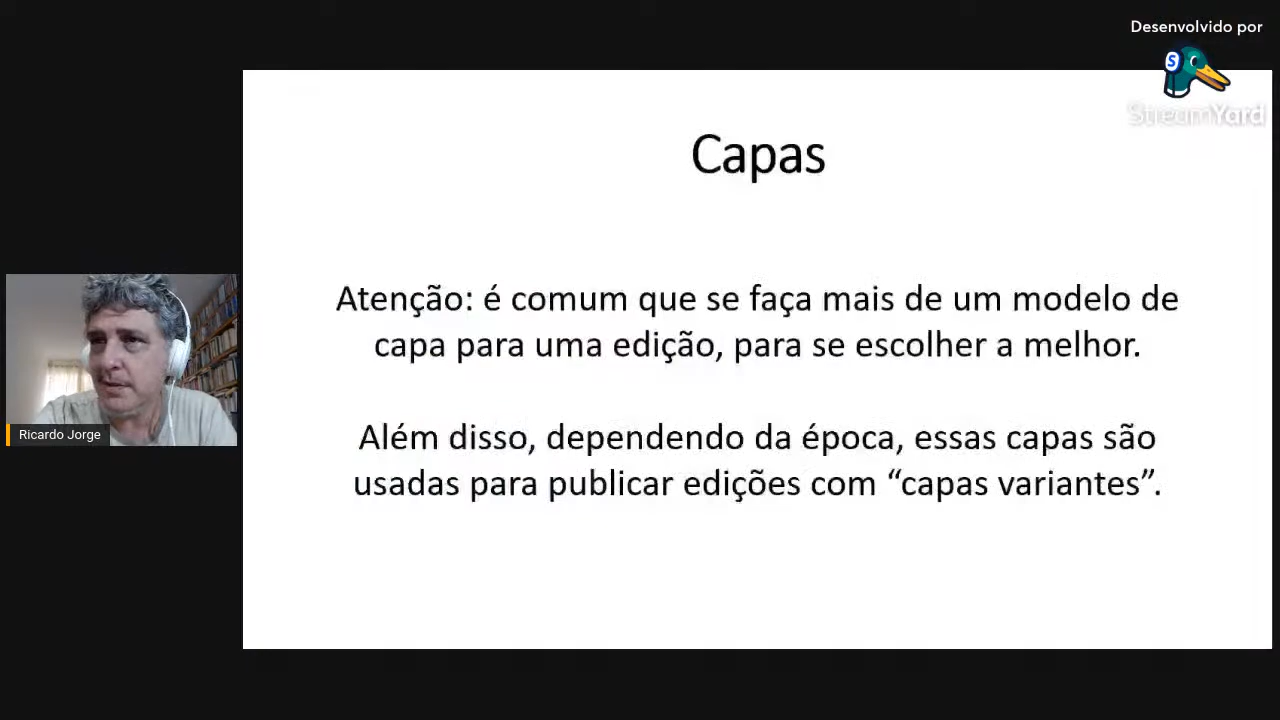 Desenvolvido por
StreamYard
Capas
Atenção: é comum que se faça mais de um modelo de
capa para uma edição, para se escolher a melhor.
Além disso, dependendo da época, essas capas são
usadas para publicar edições com “capas variantes”.
Ricardo Jorge